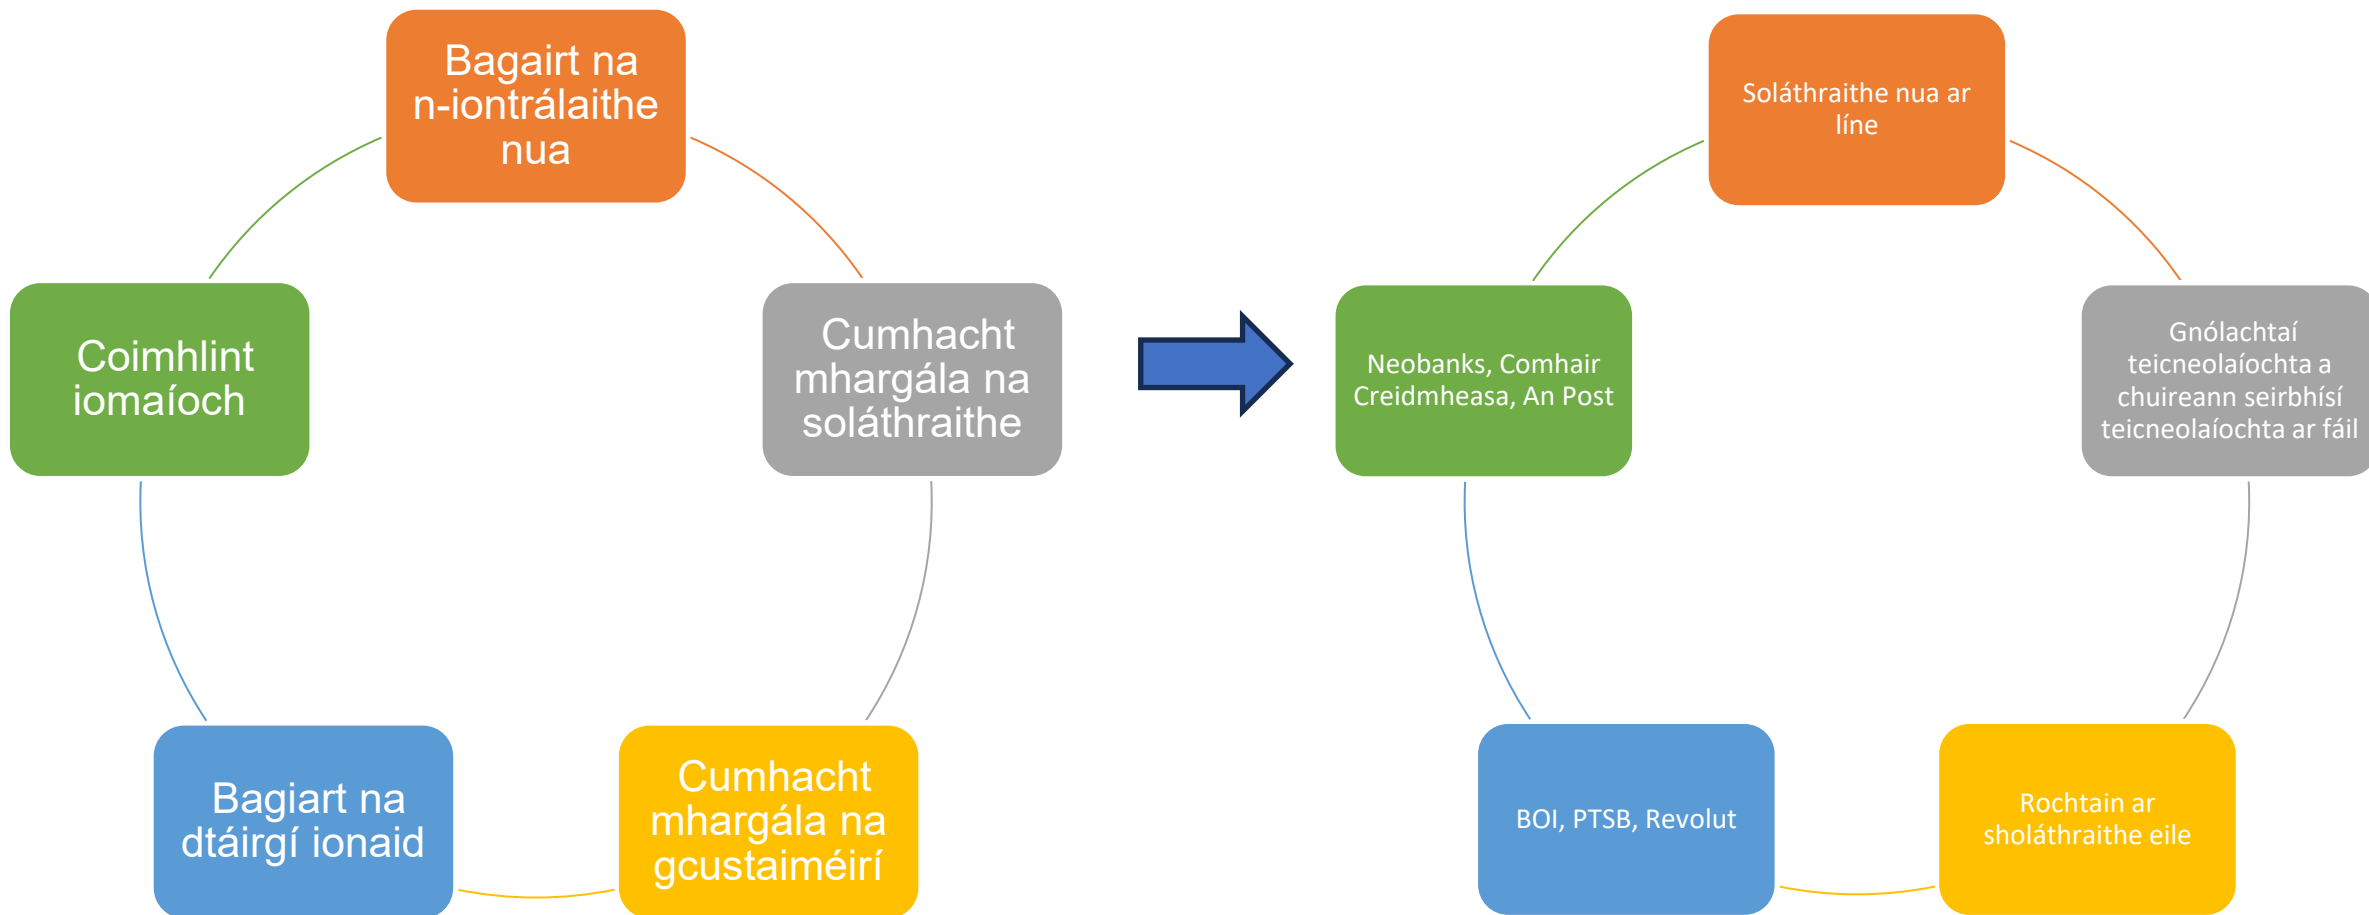 Bagairt na
n-iontrálaithe
nua
Coimhlint
iomaíoch
Cumhacht
mhargála na
soláthraithe
Bagiart na
dtáirgí ionaid
Cumhacht
mhargála na
gcustaiméirí
Soláthraithe nua ar
líne
Neobanks, Comhair
Creidmheasa, An Post
Gnólachtaí
teicneolaíochta a
chuireann seirbhísí
teicneolaíochta ar fáil
BOI, PTSB, Revolut
Rochtain ar
sholáthraithe eile